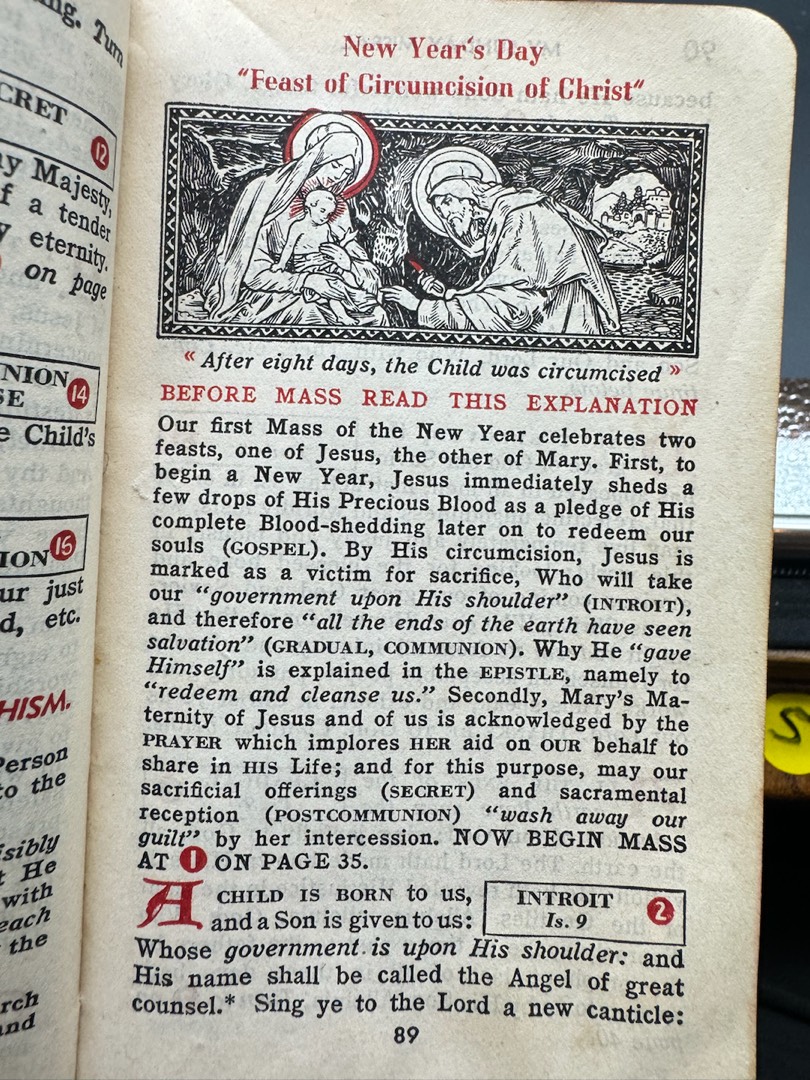 ng. Turn
CRET
12
y Majesty,
f a tender
y eternity.
on page
NION
SE
14
e Child's
ION
15
ur just
d, etc.
HISM.
Person
to the
sibly
t He
with
each
the
rch
and
New Year's Day
"Feast of Circumcision of Christ"
« After eight days, the Child was circumcised »
BEFORE MASS READ THIS EXPLANATION
Our first Mass of the New Year celebrates two
feasts, one of Jesus, the other of Mary. First, to
begin a New Year, Jesus immediately sheds a
few drops of His Precious Blood as a pledge of His
complete Blood-shedding later on to redeem our
souls (GOSPEL). By His circumcision, Jesus is
marked as a victim for sacrifice, Who will take
our "government upon His shoulder" (INTROIT),
and therefore "all the ends of the earth have seen
salvation" (GRADUAL, COMMUNION). Why He "gave
Himself" is explained in the EPISTLE, namely to
"redeem and cleanse us." Secondly, Mary's Ma-
ternity of Jesus and of us is acknowledged by the
PRAYER which implores HER aid on OUR behalf to
share in HIS Life; and for this purpose, may our
sacrificial offerings (SECRET) and sacramental
reception (POSTCOMMUNION) "wash away our
guilt" by her intercession. NOW BEGIN MASS
AT 1 ON PAGE 35.
A CHILD IS BORN to us,
and a Son is given to us:
INTROIT
Is. 9
2
Whose government is upon His shoulder: and
His name shall be called the Angel of great
counsel.* Sing ye to the Lord a new canticle:
89
S